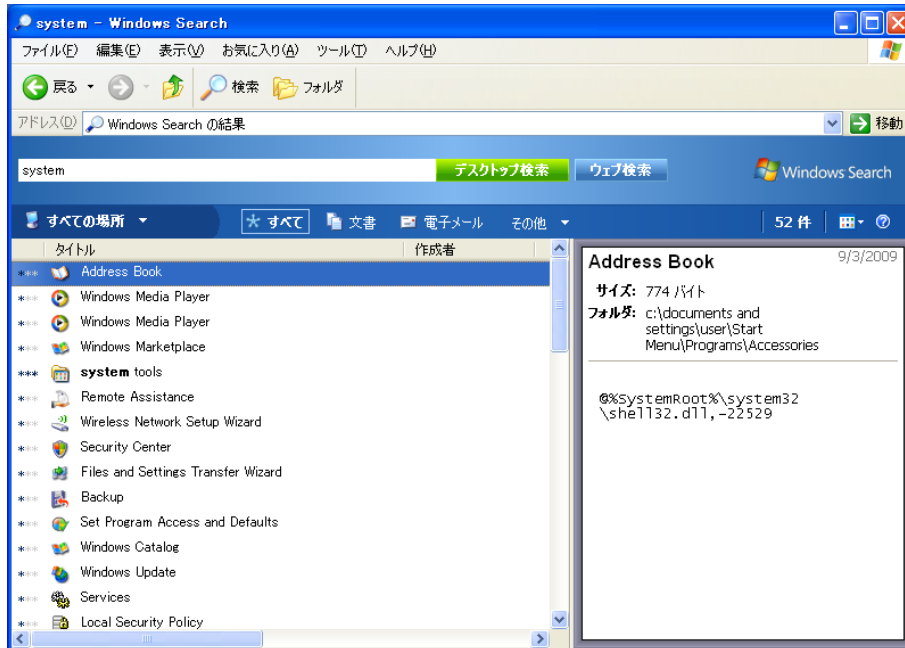 system - Windows Search
ファイル(F) 編集(E) 表示(V) お気に入り(A) ツール(T) ヘルプ(H)
戻る 検索 フォルダ
アドレス(D) Windows Search の結果 移動
system デスクトップ検索 ウェブ検索 Windows Search
すべての場所 すべて 文書 電子メール その他 52 件
タイトル 作成者
Address Book
Windows Media Player
Windows Media Player
Windows Marketplace
system tools
Remote Assistance
Wireless Network Setup Wizard
Security Center
Files and Settings Transfer Wizard
Backup
Set Program Access and Defaults
Windows Catalog
Windows Update
Services
Local Security Policy
Address Book 9/3/2009
サイズ: 774 バイト
フォルダ: c:\documents and
settings\user\Start
Menu\Programs\Accessories
@%SystemRoot%\system32
\shell32.dll,-22529